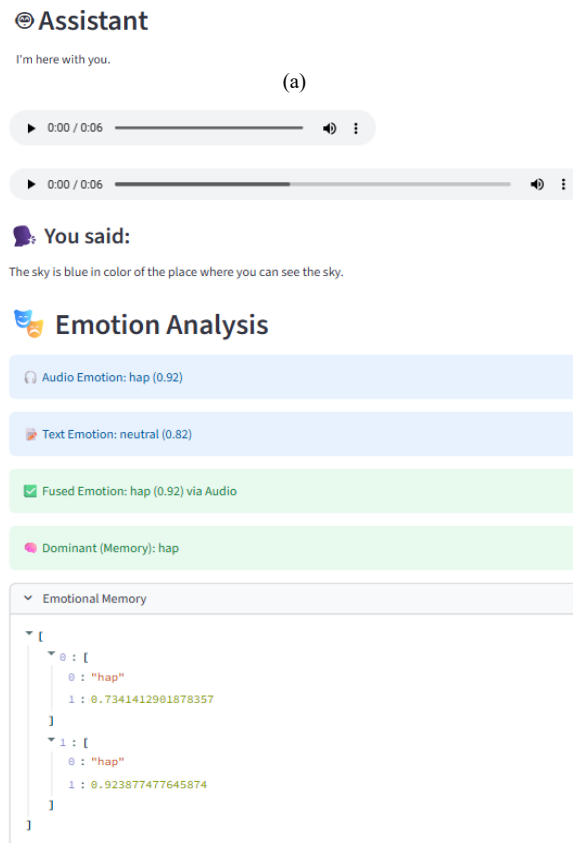 Assistant
I'm here with you.
(a)
0:00 / 0:06
0:00 / 0:06
You said:
The sky is blue in color of the place where you can see the sky.
Emotion Analysis
Audio Emotion: hap (0.92)
Text Emotion: neutral (0.82)
Fused Emotion: hap (0.92) via Audio
Dominant (Memory): hap
Emotional Memory
[
0 : [
0 : "hap"
1 : 0.7341412901878357
]
1 : [
0 : "hap"
1 : 0.923877477645874
]
]